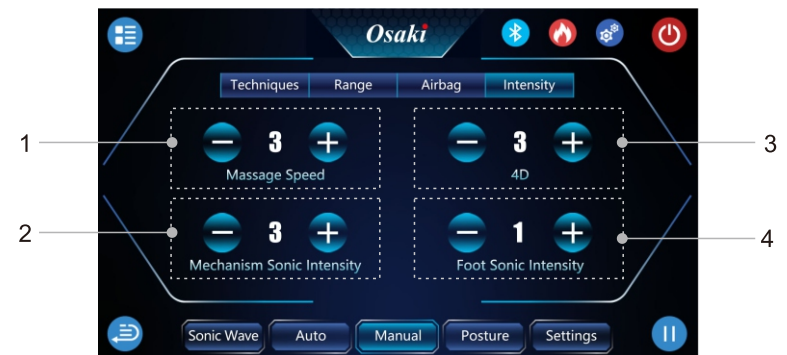 Osaki
Techniques Range Airbag Intensity
1 3 3 3
Massage Speed 4D
2 3 1 4
Mechanism Sonic Intensity Foot Sonic Intensity
Sonic Wave Auto Manual Posture Settings